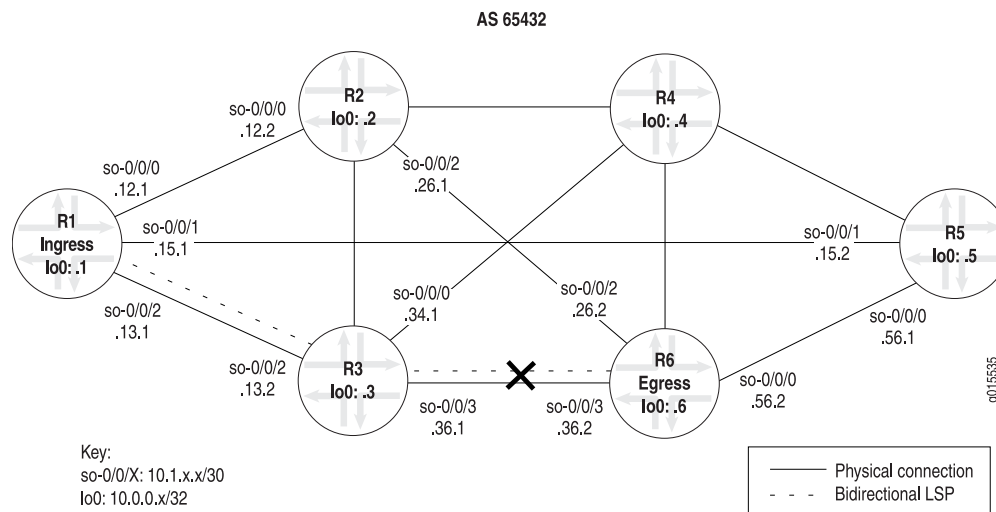 AS 65432
R2
lo0: .2
R4
lo0: .4
so-0/0/0
.12.2
so-0/0/2
.26.1
so-0/0/0
.12.1
R1
Ingress
lo0: .1
so-0/0/1
.15.1
so-0/0/1
.15.2
R5
lo0: .5
so-0/0/2
.13.1
so-0/0/0
.34.1
so-0/0/2
.26.2
so-0/0/0
.56.1
so-0/0/2
.13.2
R3
lo0: .3
R6
Egress
lo0: .6
so-0/0/0
.56.2
so-0/0/3
.36.1
so-0/0/3
.36.2
g015535
Key:
so-0/0/X: 10.1.x.x/30
lo0: 10.0.0.x/32
Physical connection
Bidirectional LSP